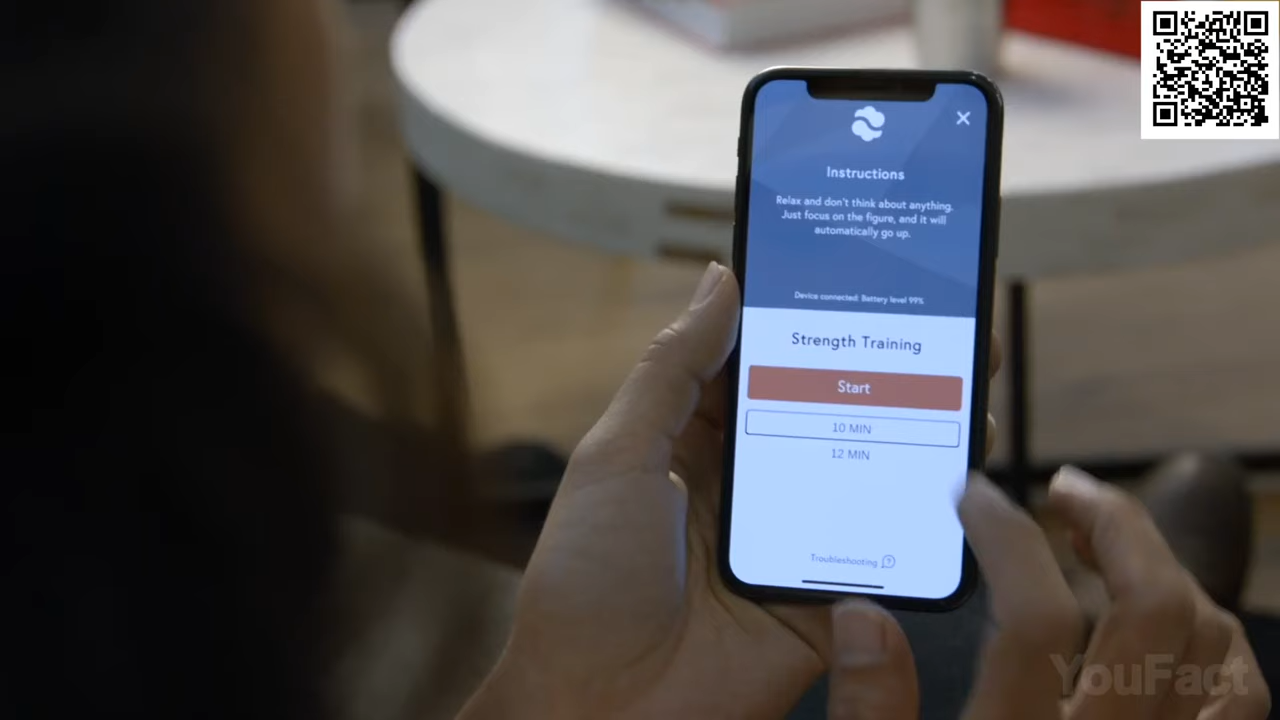 Instructions
Relax and don't think about anything.
Just focus on the figure, and it will
automatically go up.
Device connected: Battery level 99%
Strength Training
Start
10 MIN
12 MIN
Troubleshooting
YouFact